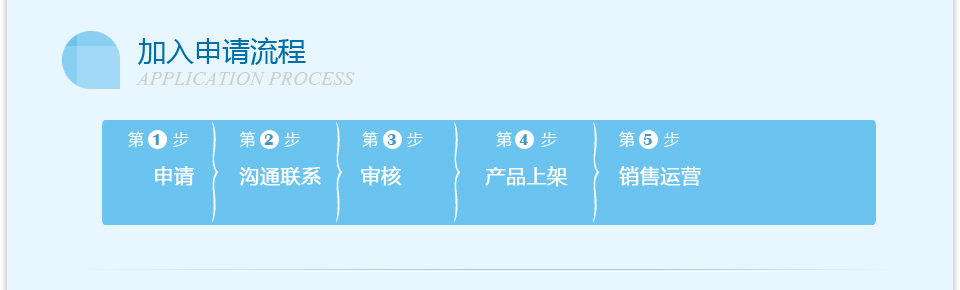 加入申请流程
APPLICATION PROCESS
第 1 步 第 2 步 第 3 步 第 4 步 第 5 步
申请 沟通联系 审核 产品上架 销售运营